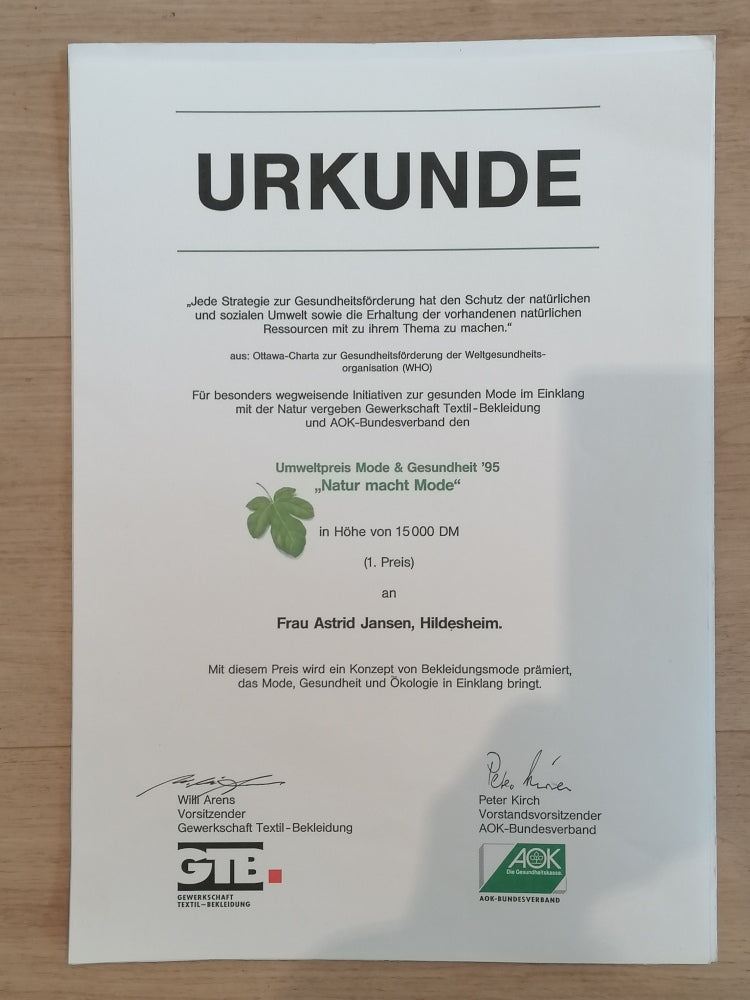 URKUNDE
„Jede Strategie zur Gesundheitsförderung hat den Schutz der natürlichen
und sozialen Umwelt sowie die Erhaltung der vorhandenen natürlichen
Ressourcen mit zu ihrem Thema zu machen.“
aus: Ottawa-Charta zur Gesundheitsförderung der Weltgesundheits-
organisation (WHO)
Für besonders wegweisende Initiativen zur gesunden Mode im Einklang
mit der Natur vergeben Gewerkschaft Textil-Bekleidung
und AOK-Bundesverband den
Umweltpreis Mode & Gesundheit '95
„Natur macht Mode“
in Höhe von 15 000 DM
(1. Preis)
an
Frau Astrid Jansen, Hildesheim.
Mit diesem Preis wird ein Konzept von Bekleidungsmode prämiert,
das Mode, Gesundheit und Ökologie in Einklang bringt.
Willi Arens
Vorsitzender
Gewerkschaft Textil-Bekleidung
GTB
GEWERKSCHAFT
TEXTIL-BEKLEIDUNG
Peter Kirch
Peter Kirch
Vorstandsvorsitzender
AOK-Bundesverband
AOK
Die Gesundheitskasse.
AOK-BUNDESVERBAND